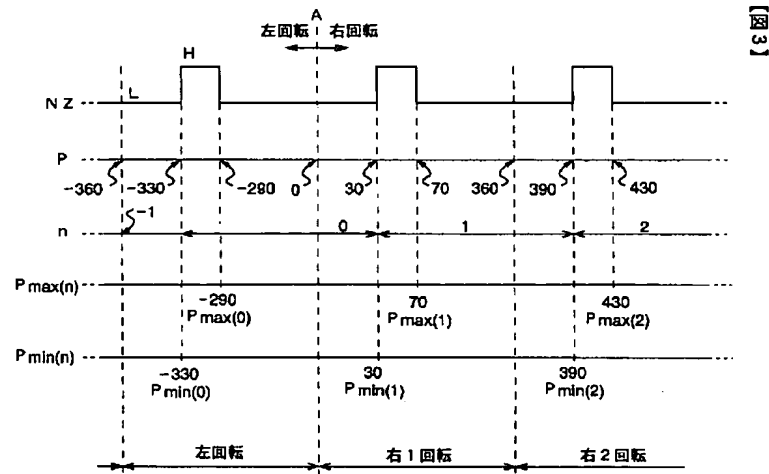 【図3】
A
左回転 右回転
H
L
NZ
P
-360 -330 -290 0 30 70 360 390 430
-1
n 0 1 2
Pmax(n)
-290 70 430
Pmax(0) Pmax(1) Pmax(2)
Pmin(n)
-330 30 390
Pmin(0) Pmin(1) Pmin(2)
左回転 右1回転 右2回転